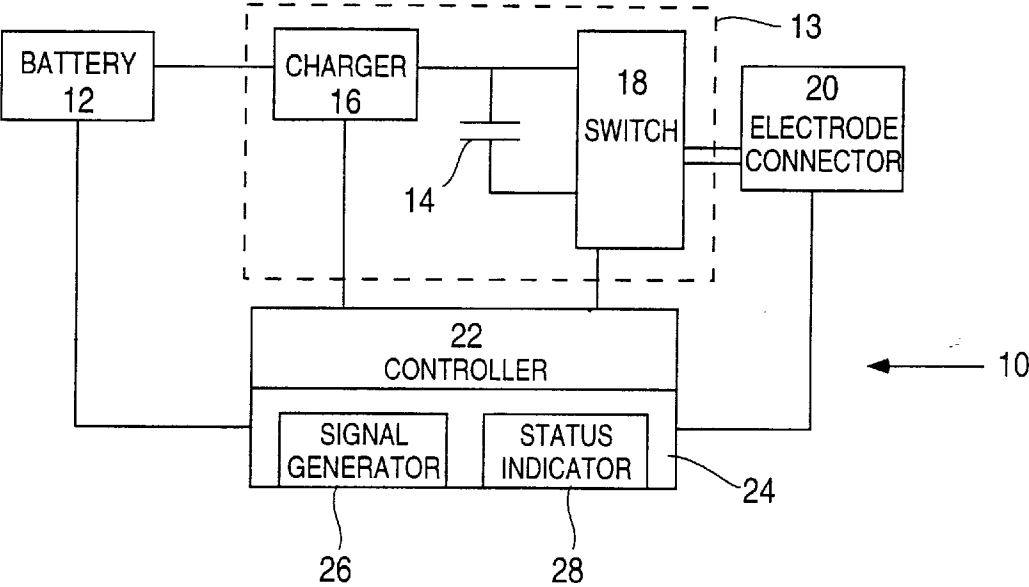 13
BATTERY
12
CHARGER
16
18
SWITCH
20
ELECTRODE
CONNECTOR
14
22
CONTROLLER
10
SIGNAL
GENERATOR
STATUS
INDICATOR
24
26
28